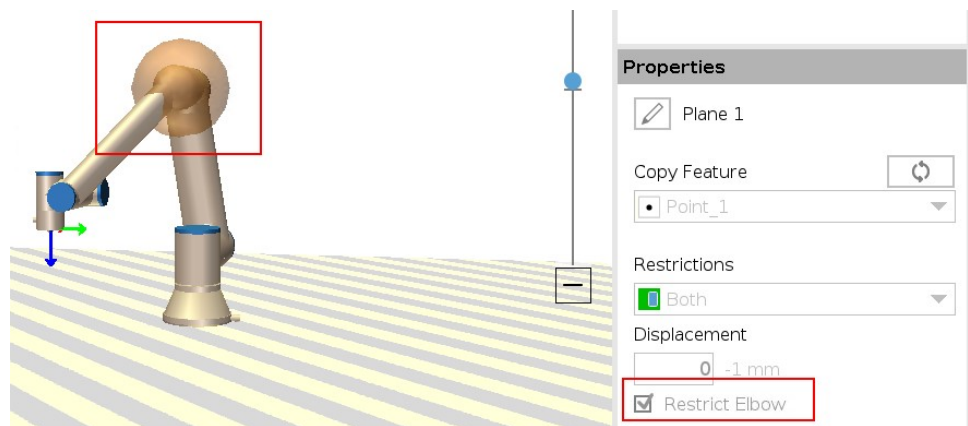 Properties
Plane 1
Copy Feature
Point_1
Restrictions
Both
Displacement
0 -1 mm
Restrict Elbow